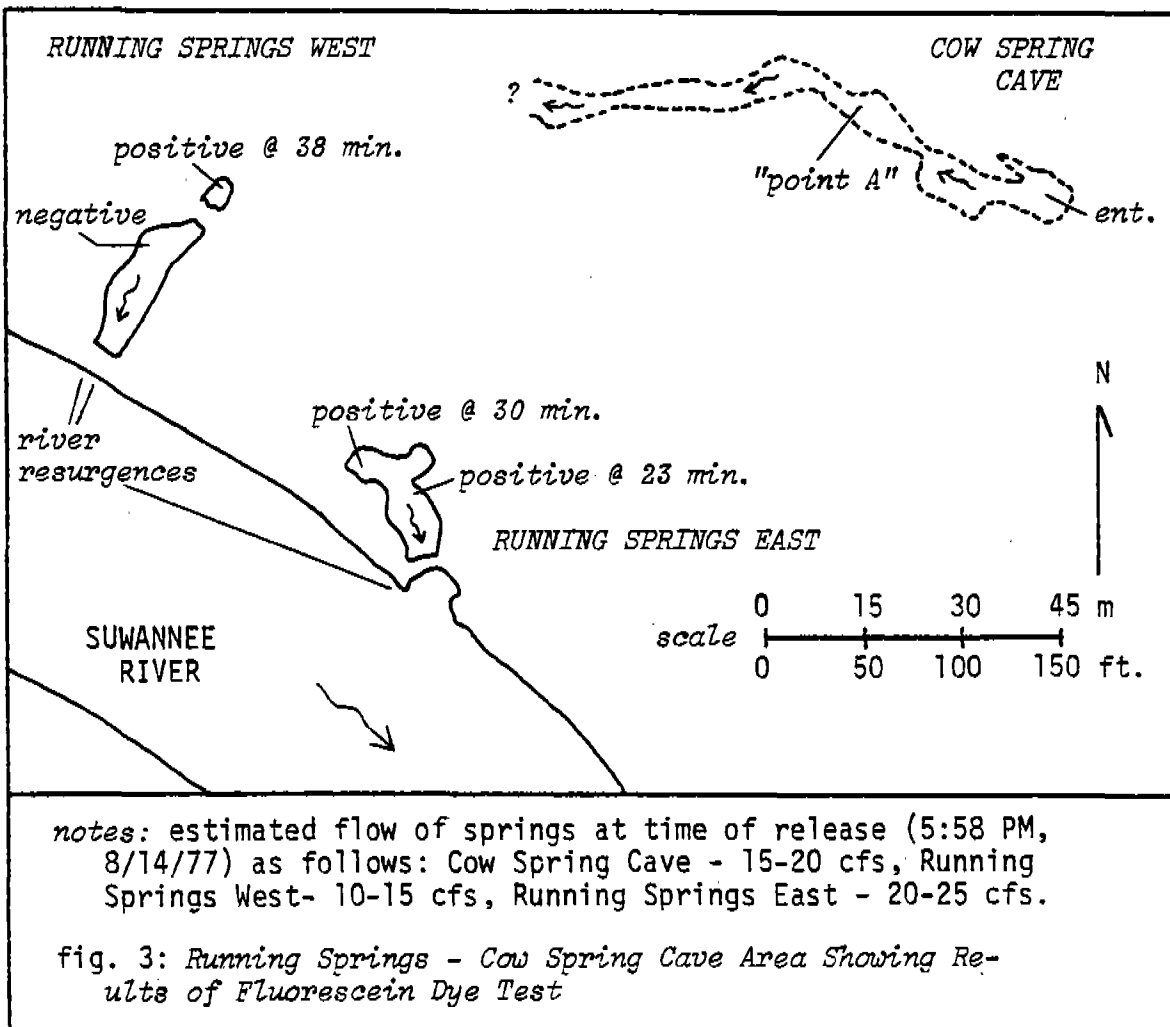 RUNNING SPRINGS WEST
COW SPRING
CAVE
?
positive @ 38 min.
negative
"point A"
ent.
N
positive @ 30 min.
positive @ 23 min.
river
resurgences
RUNNING SPRINGS EAST
0 15 30 45 m
scale
0 50 100 150 ft.
SUWANNEE
RIVER
notes: estimated flow of springs at time of release (5:58 PM,
8/14/77) as follows: Cow Spring Cave - 15-20 cfs, Running
Springs West- 10-15 cfs, Running Springs East - 20-25 cfs.
fig. 3: Running Springs - Cow Spring Cave Area Showing Re-
ults of Fluorescein Dye Test